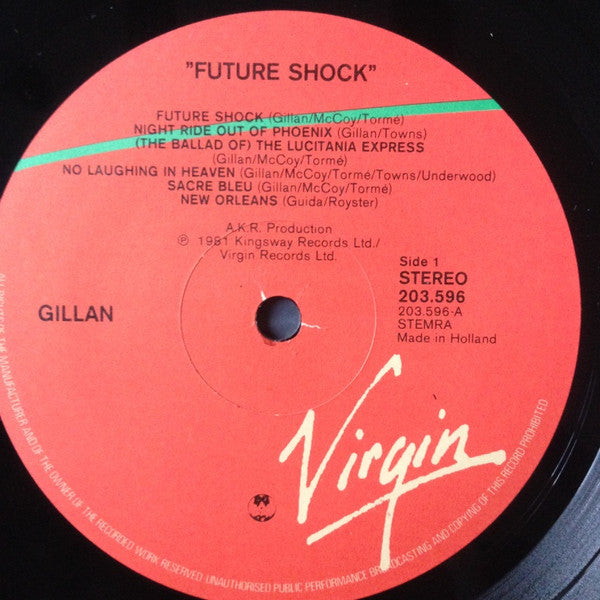 "FUTURE SHOCK"
FUTURE SHOCK (Gillan/McCoy/Tormé)
NIGHT RIDE OUT OF PHOENIX (Gillan/Towns)
(THE BALLAD OF) THE LUCITANIA EXPRESS
(Gillan/McCoy/Tormé)
NO LAUGHING IN HEAVEN (Gillan/McCoy/Tormé/Towns/Underwood)
SACRE BLEU (Gillan/McCoy/Tormé)
NEW ORLEANS (Guida/Royster)
A.K.R. Production
℗ 1981 Kingsway Records Ltd./
Virgin Records Ltd.
Side 1
STEREO
203.596
203.596-A
STEMRA
Made in Holland
GILLAN
Virgin
ALL RIGHTS OF THE MANUFACTURER AND OF THE OWNER OF THE RECORDED WORK RESERVED. UNAUTHORISED PUBLIC PERFORMANCE BROADCASTING AND COPYING OF THIS RECORD PROHIBITED